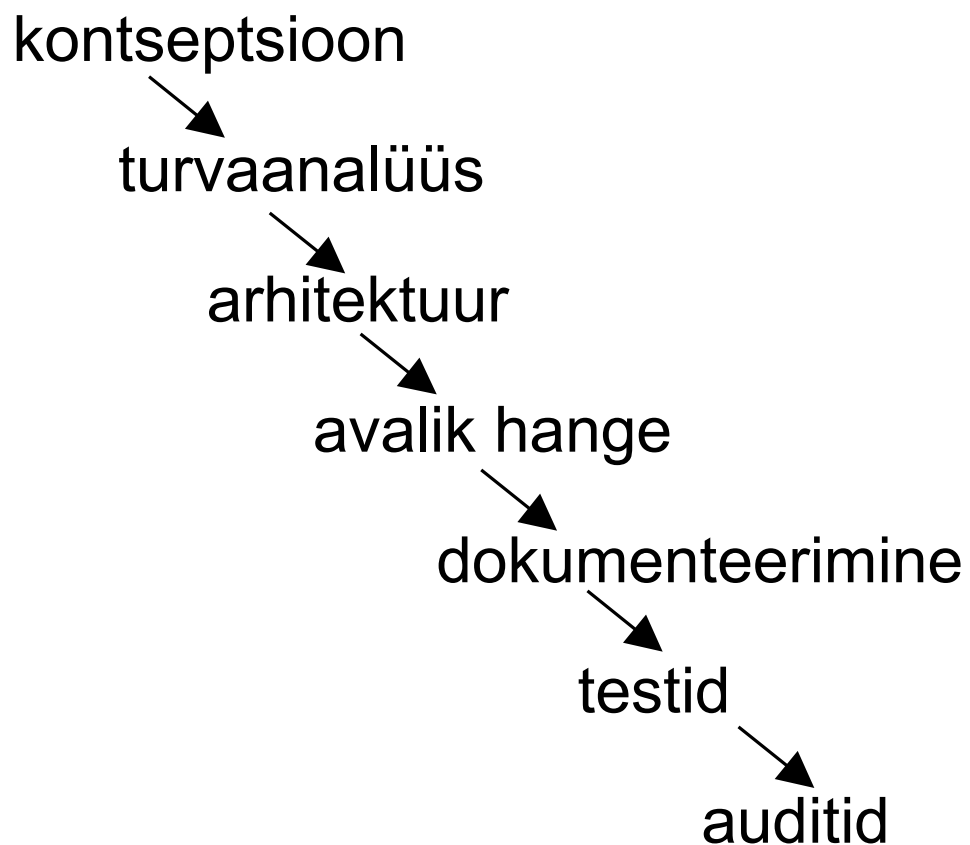 kontseptsioon
turvaanalüüs
arhitektuur
avalik hange
dokumenteerimine
testid
auditid